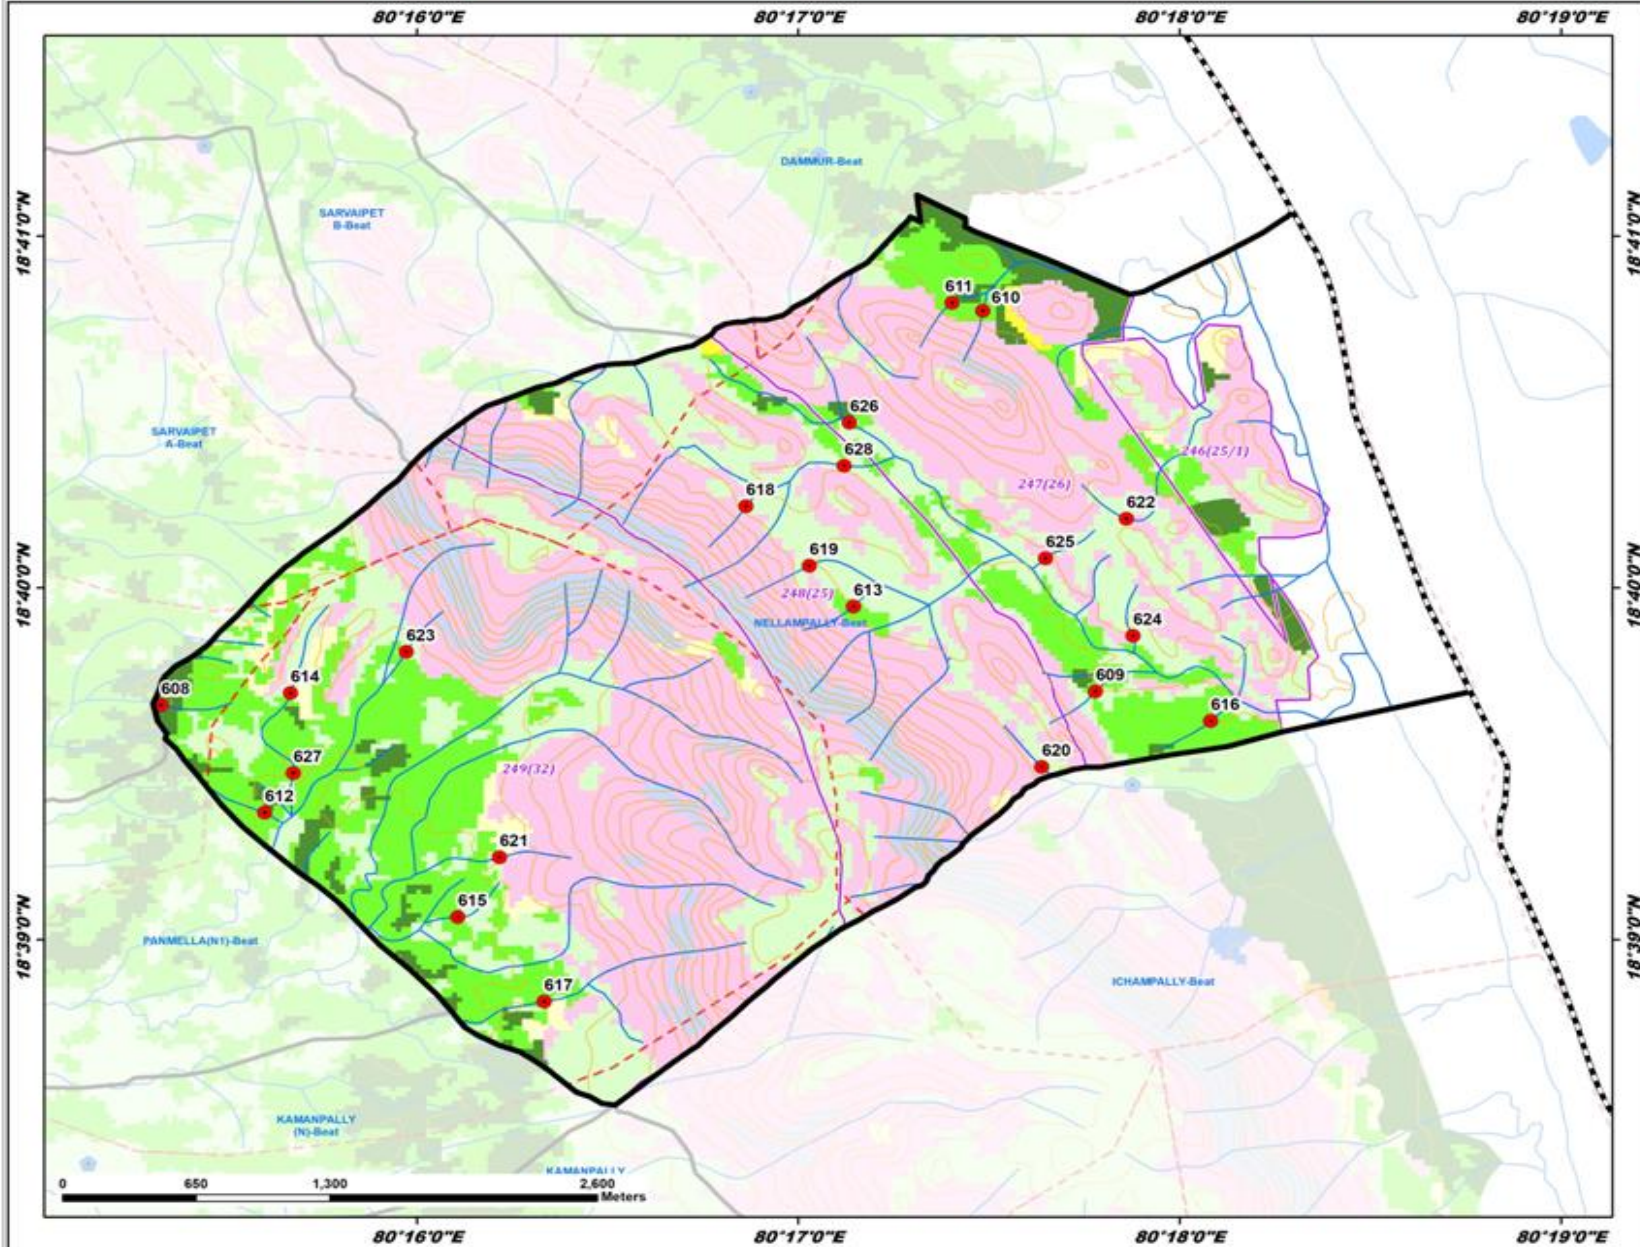 80°16'0"E 80°17'0"E 80°18'0"E 80°19'0"E
18°41'0"N
18°41'0"N
DAMMUR-Beat
SARVAIPET
B-Beat
611
610
SARVAIPET
A-Beat
626
628
246(25/1)
247(26)
618
622
625
619
18°40'0"N
18°40'0"N
248(25)
613
NELLAMPALLY-Beat
624
623
614
608
609
616
627
620
249(32)
612
621
615
18°39'0"N
18°39'0"N
PANMELLA(N1)-Beat
617
ICHAMPALLY-Beat
KAMANPALLY
(N)-Beat
KAMANPALLY
0 650 1,300 2,600
Meters
80°16'0"E 80°17'0"E 80°18'0"E 80°19'0"E